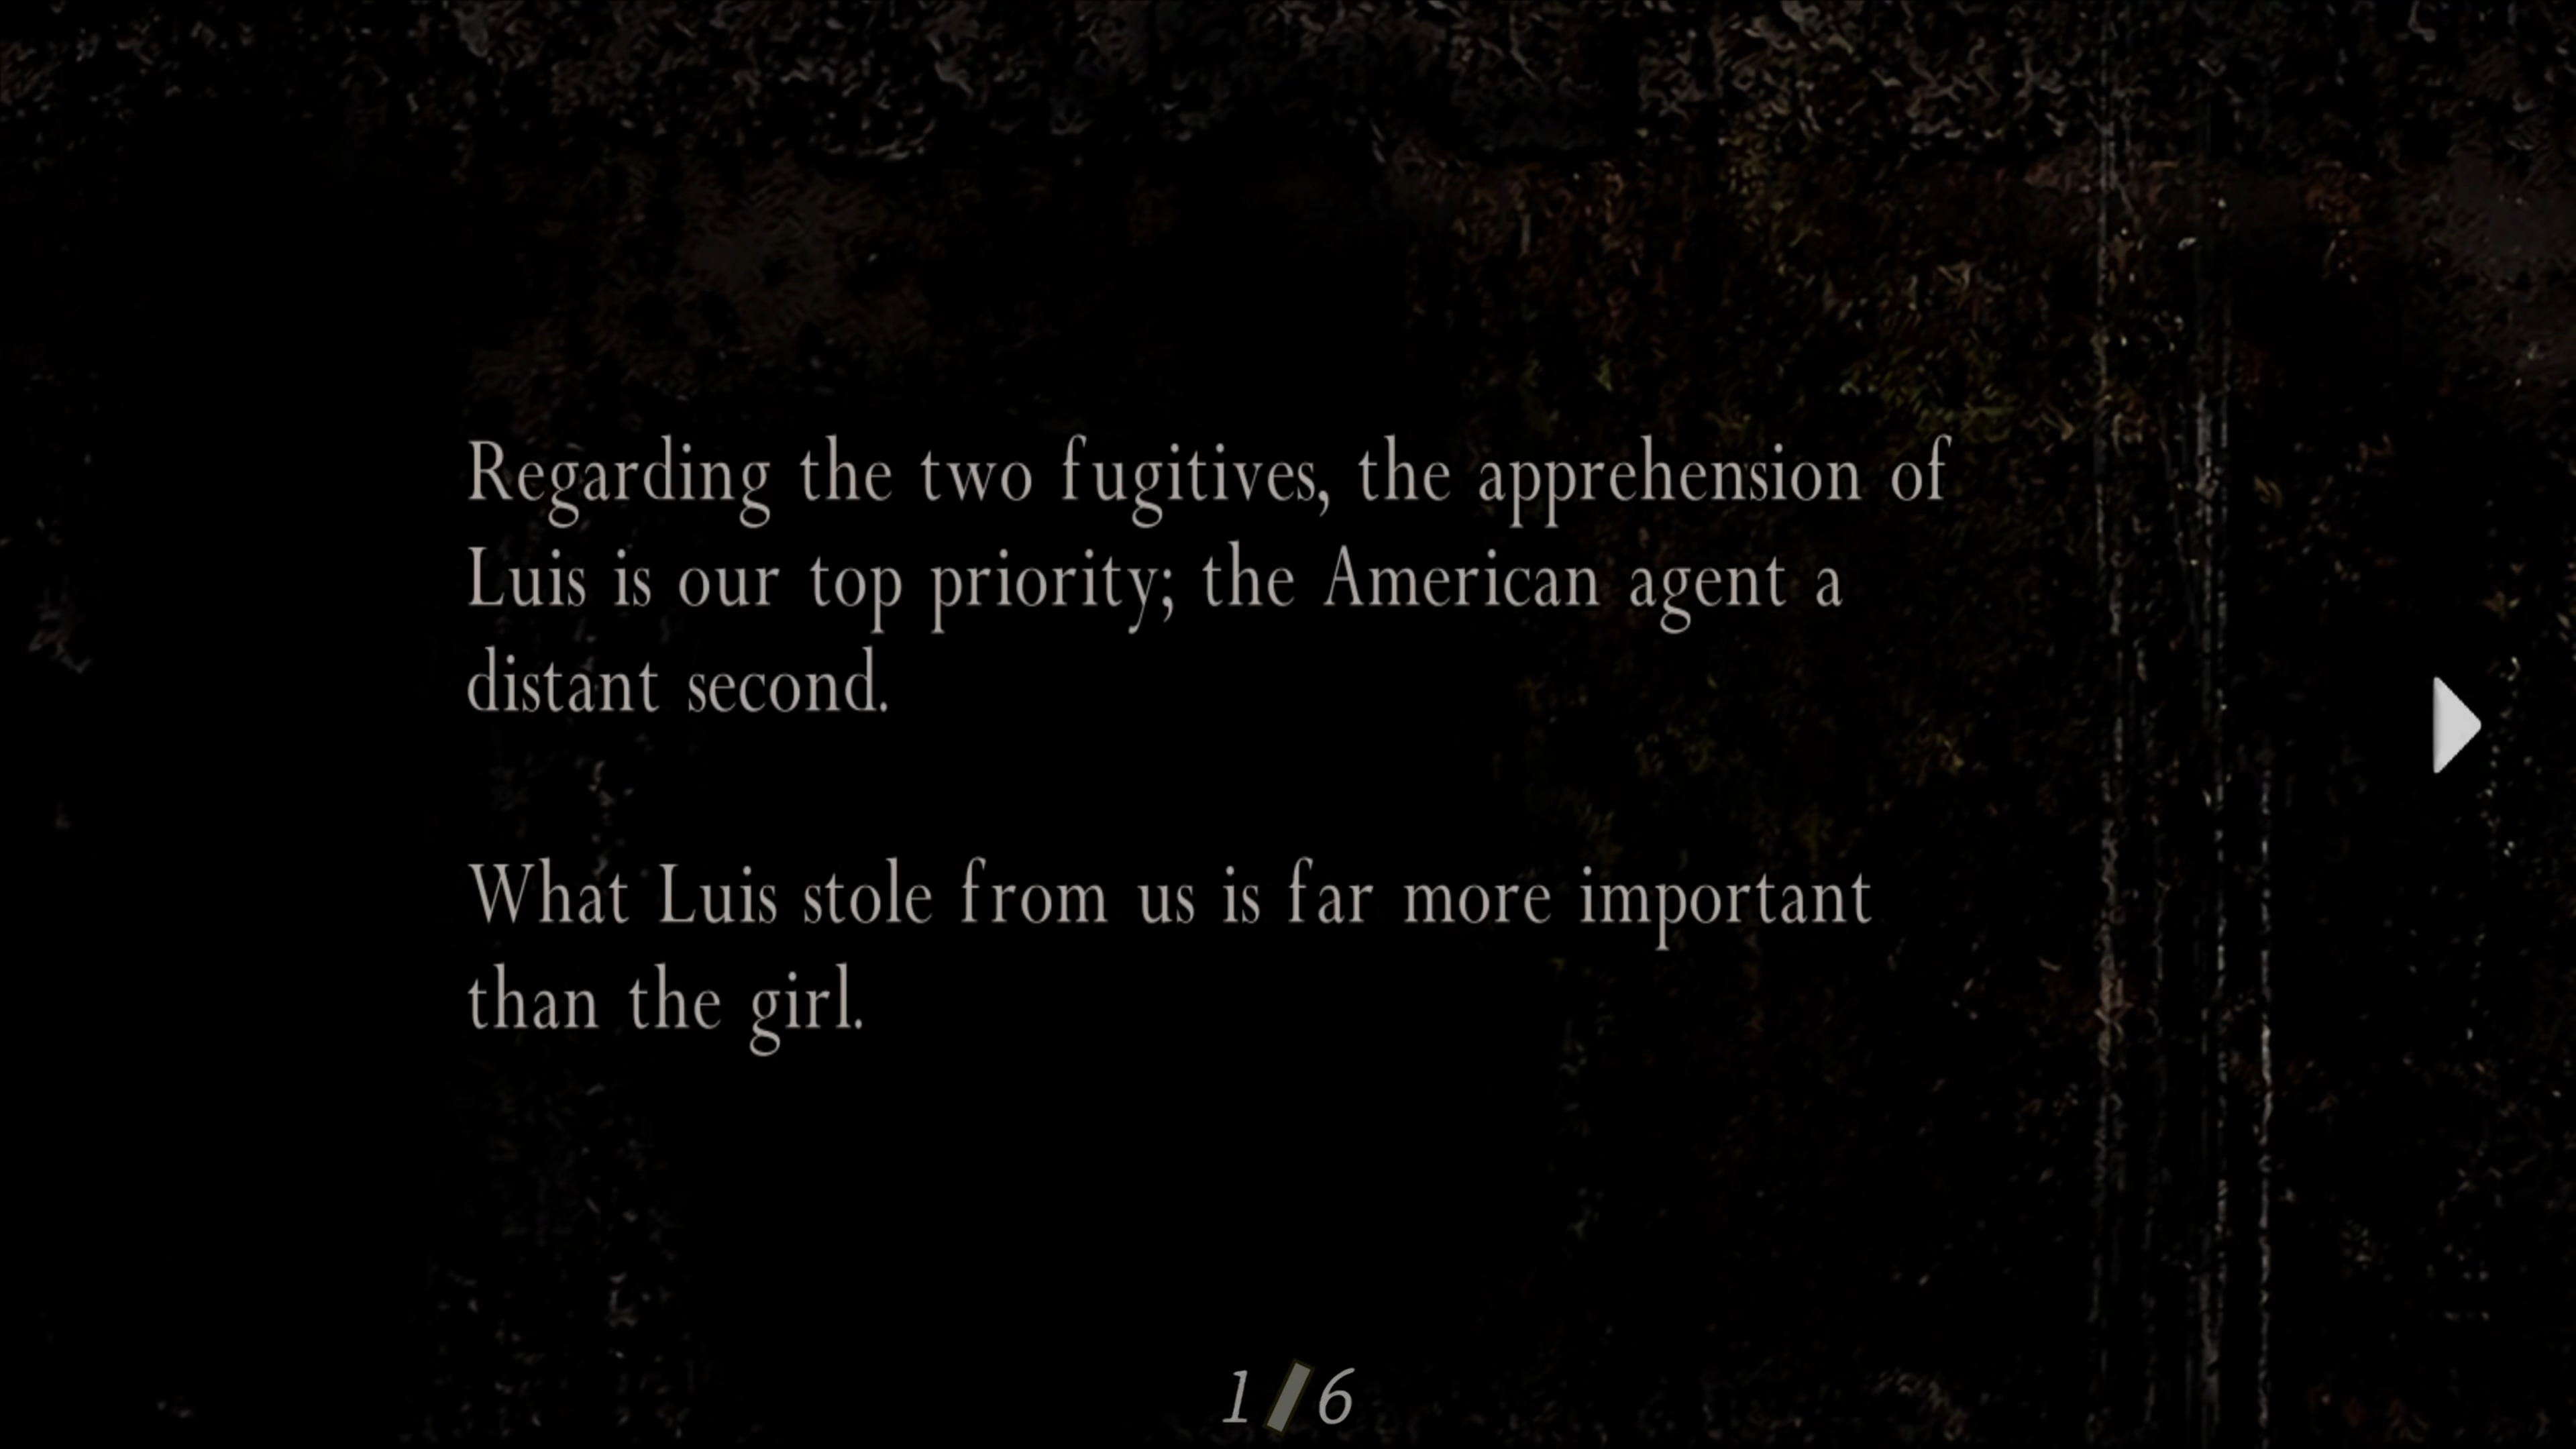 Regarding the two fugitives, the apprehension of
Luis is our top priority; the American agent a
distant second.
What Luis stole from us is far more important
than the girl.
1/6